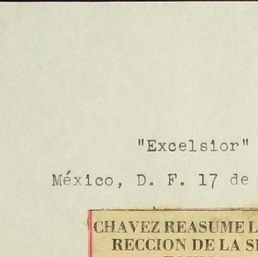 "Excelsior"
México, D. F. 17 de
CHAVEZ REASUME L
RECCION DE LA S